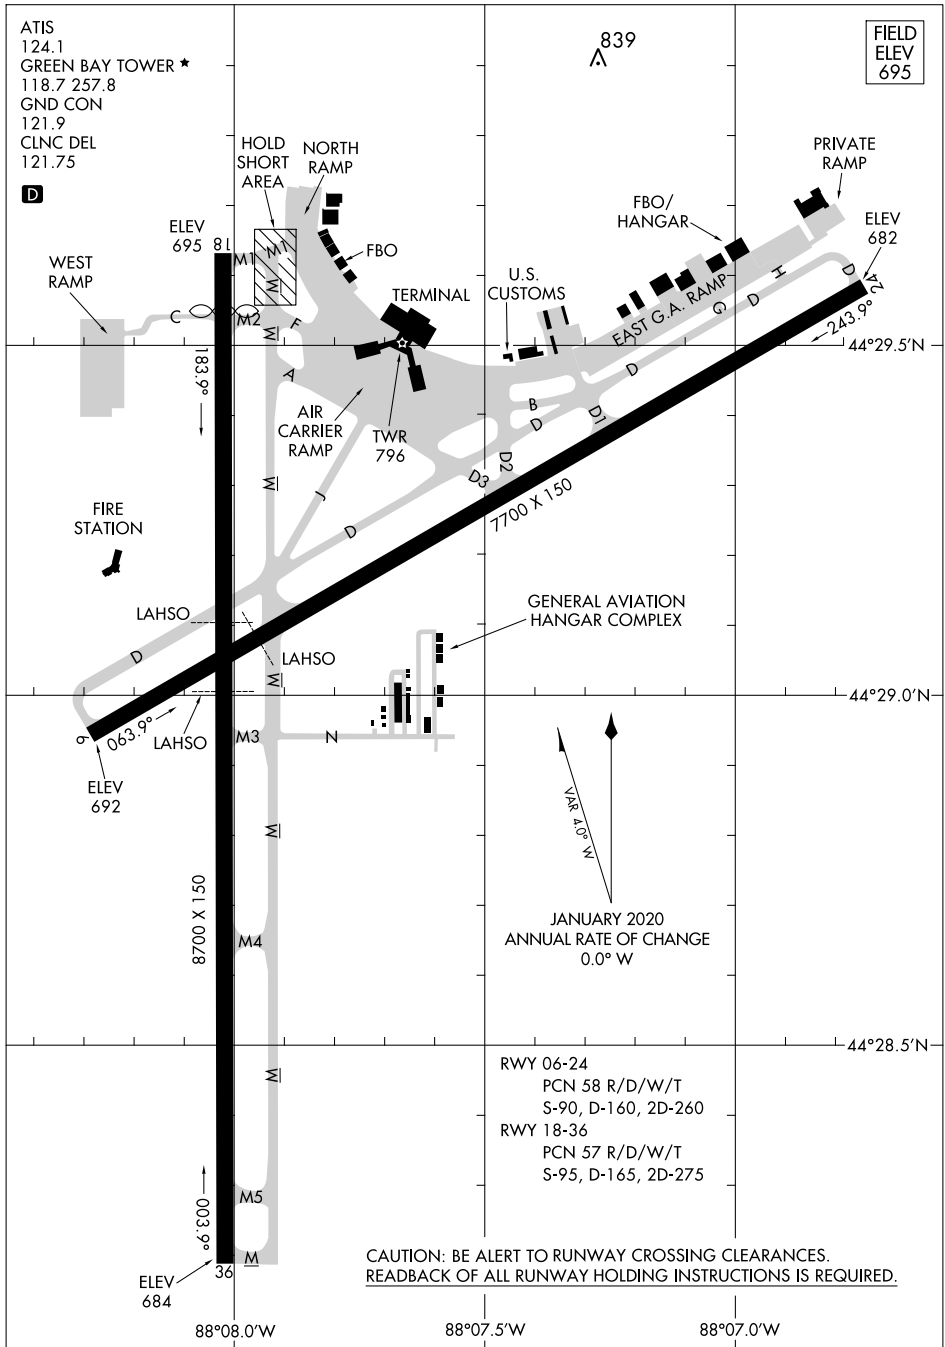 ATIS
124.1
GREEN BAY TOWER ★
118.7 257.8
GND CON
121.9
CLNC DEL
121.75
D
839
FIELD
ELEV
695
HOLD
SHORT
AREA
NORTH
RAMP
PRIVATE
RAMP
ELEV
695
18
FBO/
HANGAR
ELEV
682
WEST
RAMP
M1
M1
M
FBO
U.S.
CUSTOMS
TERMINAL
EAST G.A. RAMP
H
D
G
D
24
243.9°
C
M2
F
M
44°29.5'N
183.9°
A
D
AIR
CARRIER
RAMP
TWR
796
B
D
D1
D2
D3
M
J
7700 X 150
D
FIRE
STATION
LAHSO
GENERAL AVIATION
HANGAR COMPLEX
D
LAHSO
M
44°29.0'N
063.9°
6
LAHSO
M3
N
ELEV
692
VAR 4.0° W
M
8700 X 150
JANUARY 2020
ANNUAL RATE OF CHANGE
0.0° W
M4
44°28.5'N
M
RWY 06-24
PCN 58 R/D/W/T
S-90, D-160, 2D-260
RWY 18-36
PCN 57 R/D/W/T
S-95, D-165, 2D-275
003.9°
M5
M
36
ELEV
684
CAUTION: BE ALERT TO RUNWAY CROSSING CLEARANCES.
READBACK OF ALL RUNWAY HOLDING INSTRUCTIONS IS REQUIRED.
88°08.0'W
88°07.5'W
88°07.0'W